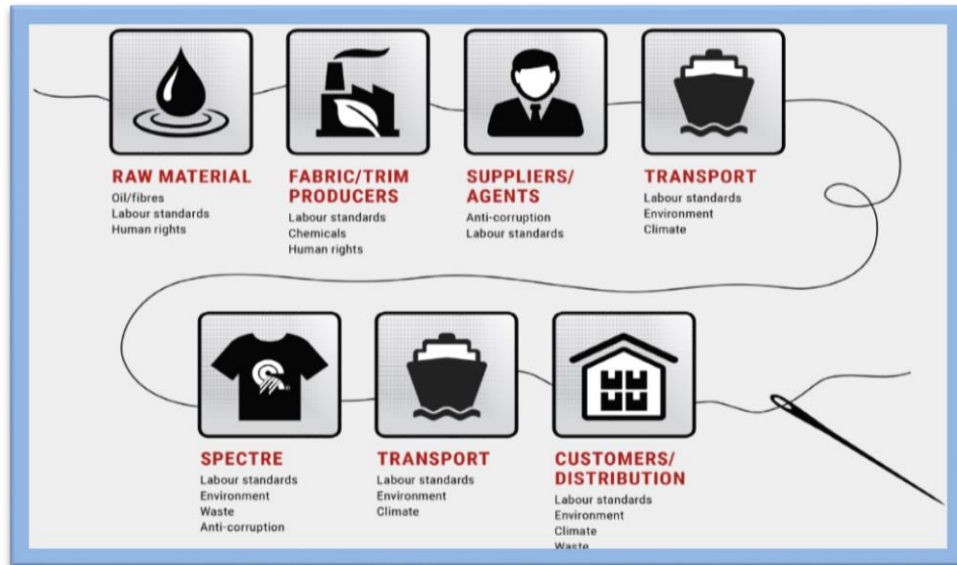 RAW MATERIAL
Oil/fibres
Labour standards
Human rights
FABRIC/TRIM
PRODUCERS
Labour standards
Chemicals
Human rights
SUPPLIERS/
AGENTS
Anti-corruption
Labour standards
TRANSPORT
Labour standards
Environment
Climate
SPECTRE
Labour standards
Environment
Waste
Anti-corruption
TRANSPORT
Labour standards
Environment
Climate
CUSTOMERS/
DISTRIBUTION
Labour standards
Environment
Climate
Waste